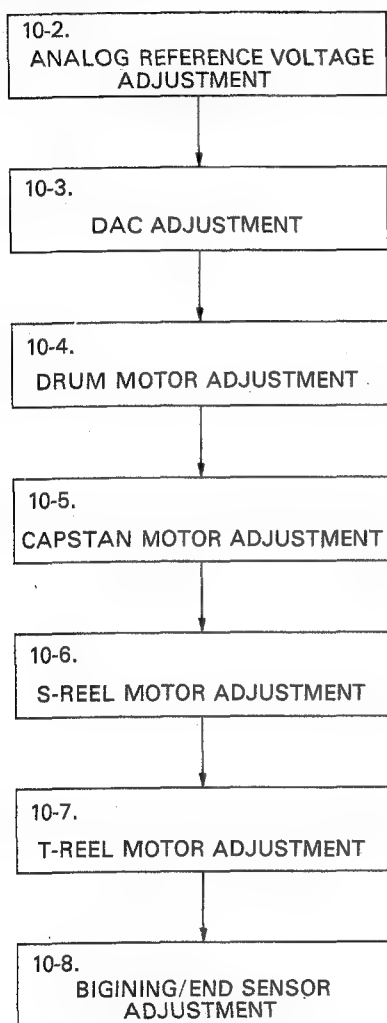 10-2.
ANALOG REFERENCE VOLTAGE
ADJUSTMENT
10-3.
DAC ADJUSTMENT
10-4.
DRUM MOTOR ADJUSTMENT
10-5.
CAPSTAN MOTOR ADJUSTMENT
10-6.
S-REEL MOTOR ADJUSTMENT
10-7.
T-REEL MOTOR ADJUSTMENT
10-8.
BIGINING/END SENSOR
ADJUSTMENT